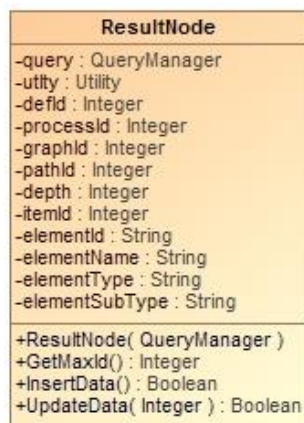 ResultNode
-query : QueryManager
-utlty : Utility
-defId : Integer
-processId : Integer
-graphId : Integer
-pathId : Integer
-depth : Integer
-itemId : Integer
-elementId : String
-elementName : String
-elementType : String
-elementSubType : String
+ResultNode( QueryManager )
+GetMaxId() : Integer
+InsertData() : Boolean
+UpdateData( Integer ) : Boolean